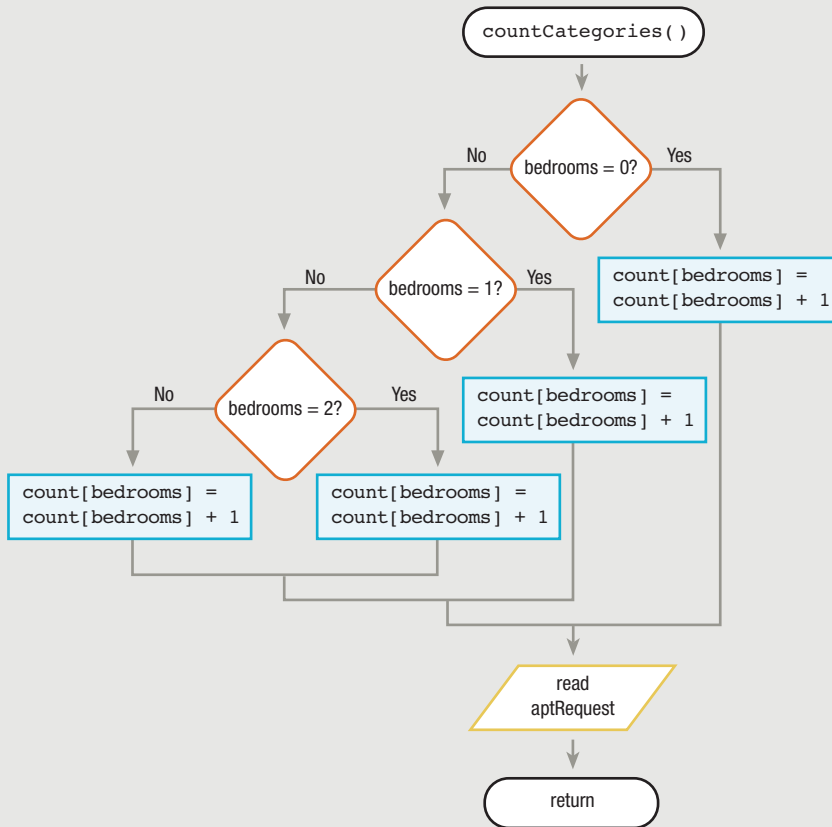 countCategories()
No
bedrooms = 0?
Yes
count[bedrooms] =
count[bedrooms] + 1
No
bedrooms = 1?
Yes
count[bedrooms] =
count[bedrooms] + 1
No
bedrooms = 2?
Yes
count[bedrooms] =
count[bedrooms] + 1
count[bedrooms] =
count[bedrooms] + 1
read
aptRequest
return